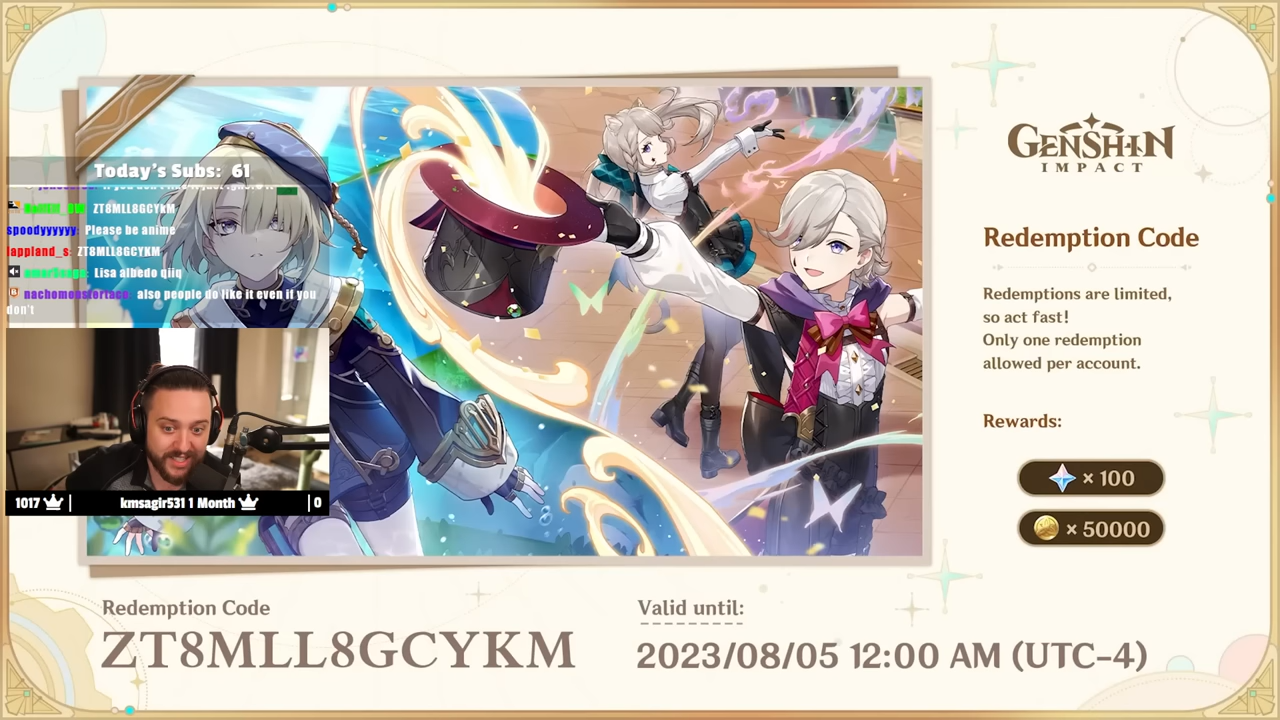 GENSHIN
IMPACT
Redemption Code
Redemptions are limited,
so act fast!
Only one redemption
allowed per account.
Rewards:
× 100
× 50000
Today's Subs: 61
ZT8MLL8GCYkM
spoodyyyyyy: Please be anime
lappland_s: ZT8MLL8GCYKM
Lisa albedo qiiq
nachomonstertaco: also people do like it even if you
don't
1017
kmsagir531 1 Month
0
Redemption Code
ZT8MLL8GCYKM
Valid until:
2023/08/05 12:00 AM (UTC-4)